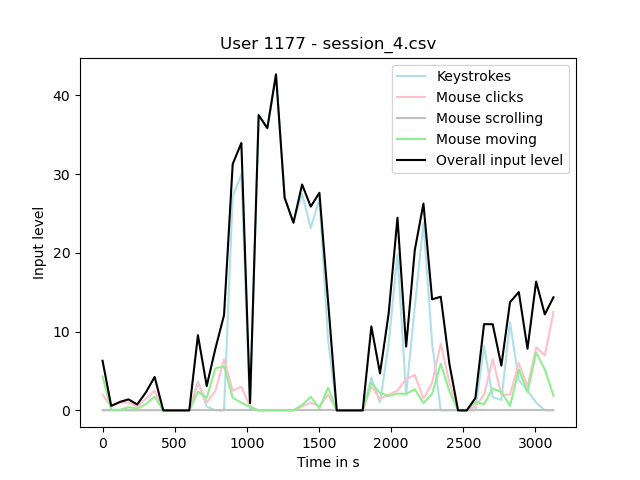 User 1177 - session_4.csv
Keystrokes
Mouse clicks
Mouse scrolling
Mouse moving
Overall input level
Input level
40
30
20
10
0
0 500 1000 1500 2000 2500 3000
Time in s